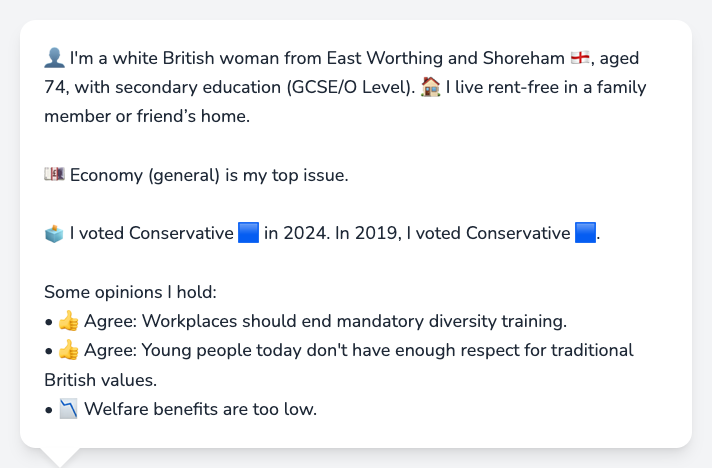 👤 I'm a white British woman from East Worthing and Shoreham 🏴󠁧󠁢󠁥󠁮󠁧󠁿, aged
74, with secondary education (GCSE/O Level). 🏠 I live rent-free in a family
member or friend’s home.
💷 Economy (general) is my top issue.
🗳️ I voted Conservative 🟦 in 2024. In 2019, I voted Conservative 🟦.
Some opinions I hold:
• 👍 Agree: Workplaces should end mandatory diversity training.
• 👍 Agree: Young people today don't have enough respect for traditional
British values.
• 📉 Welfare benefits are too low.